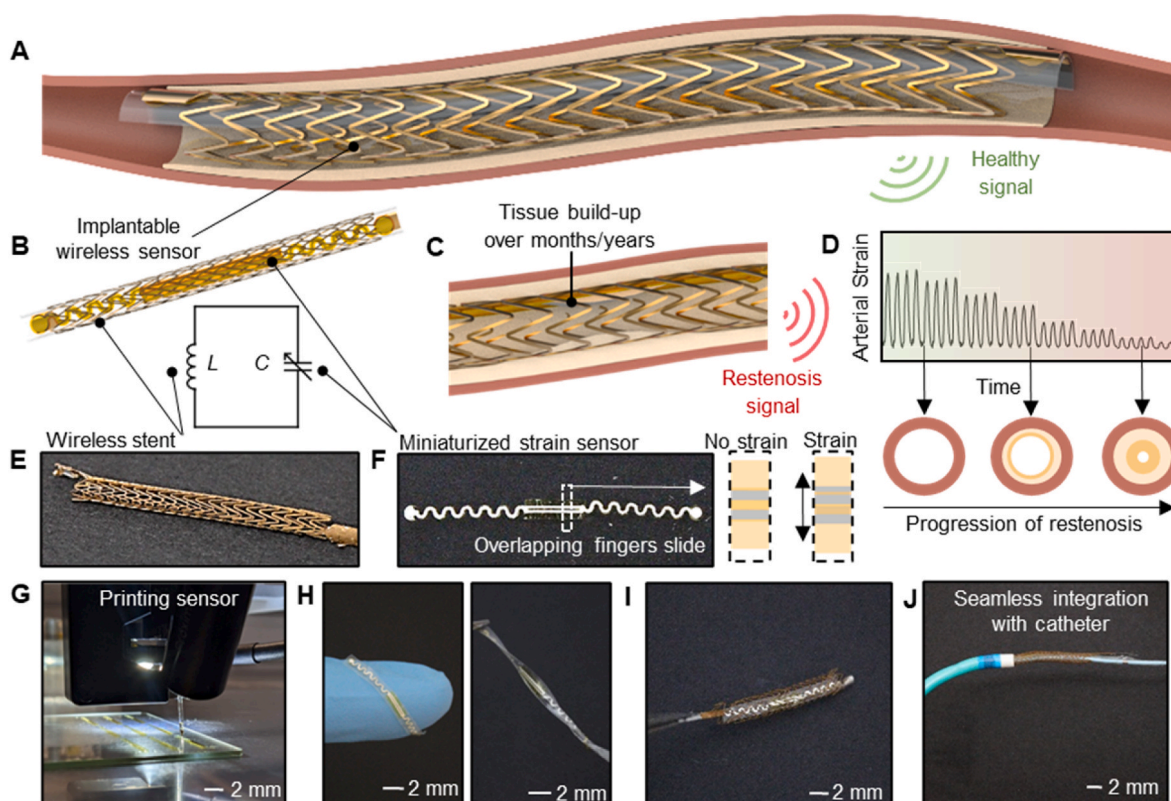 A
Healthy
signal
Implantable
wireless sensor
B
L
C
Wireless stent
C
Tissue build-up
over months/years
Restenosis
signal
D
Arterial Strain
Time
Progression of restenosis
E
F
Miniaturized strain sensor
Overlapping fingers slide
No strain
Strain
G
Printing sensor
2 mm
H
2 mm
I
2 mm
J
Seamless integration
with catheter
2 mm